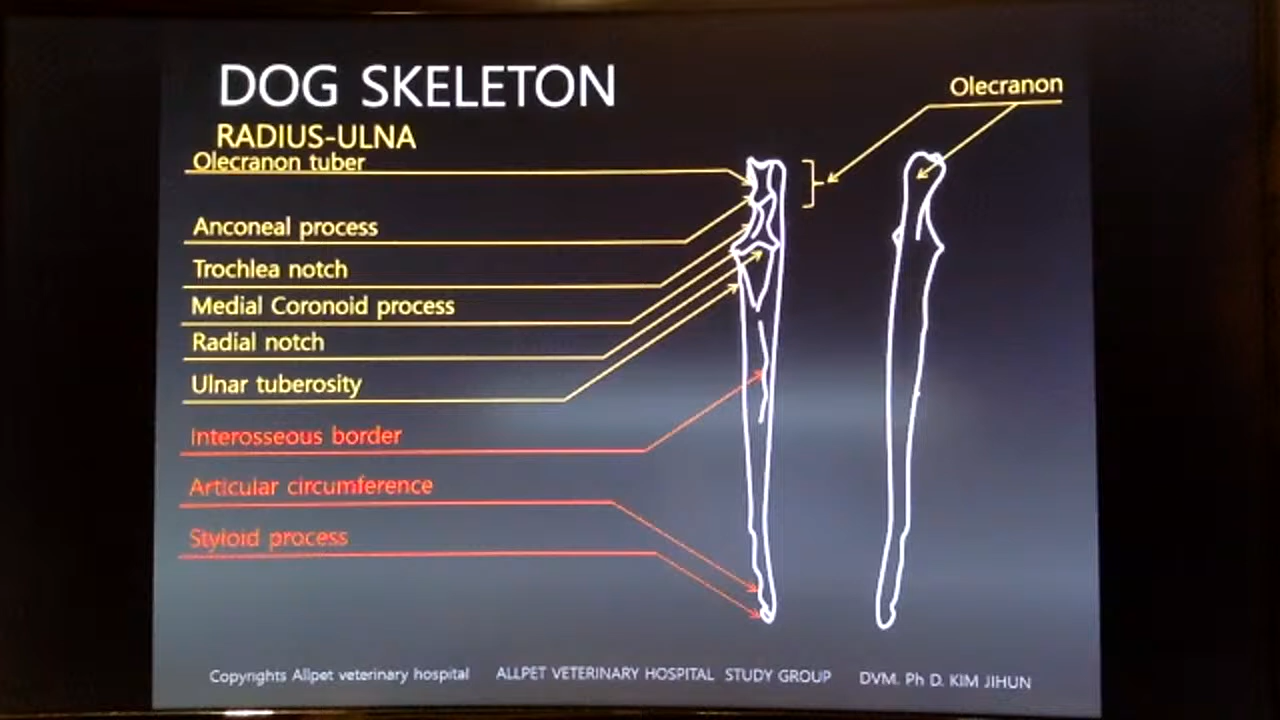 DOG SKELETON
RADIUS-ULNA
Olecranon
Olecranon tuber
Anconeal process
Trochlea notch
Medial Coronoid process
Radial notch
Ulnar tuberosity
Interosseous border
Articular circumference
Styloid process
Copyrights Allpet veterinary hospital ALLPET VETERINARY HOSPITAL STUDY GROUP DVM. Ph D. KIM JIHUN